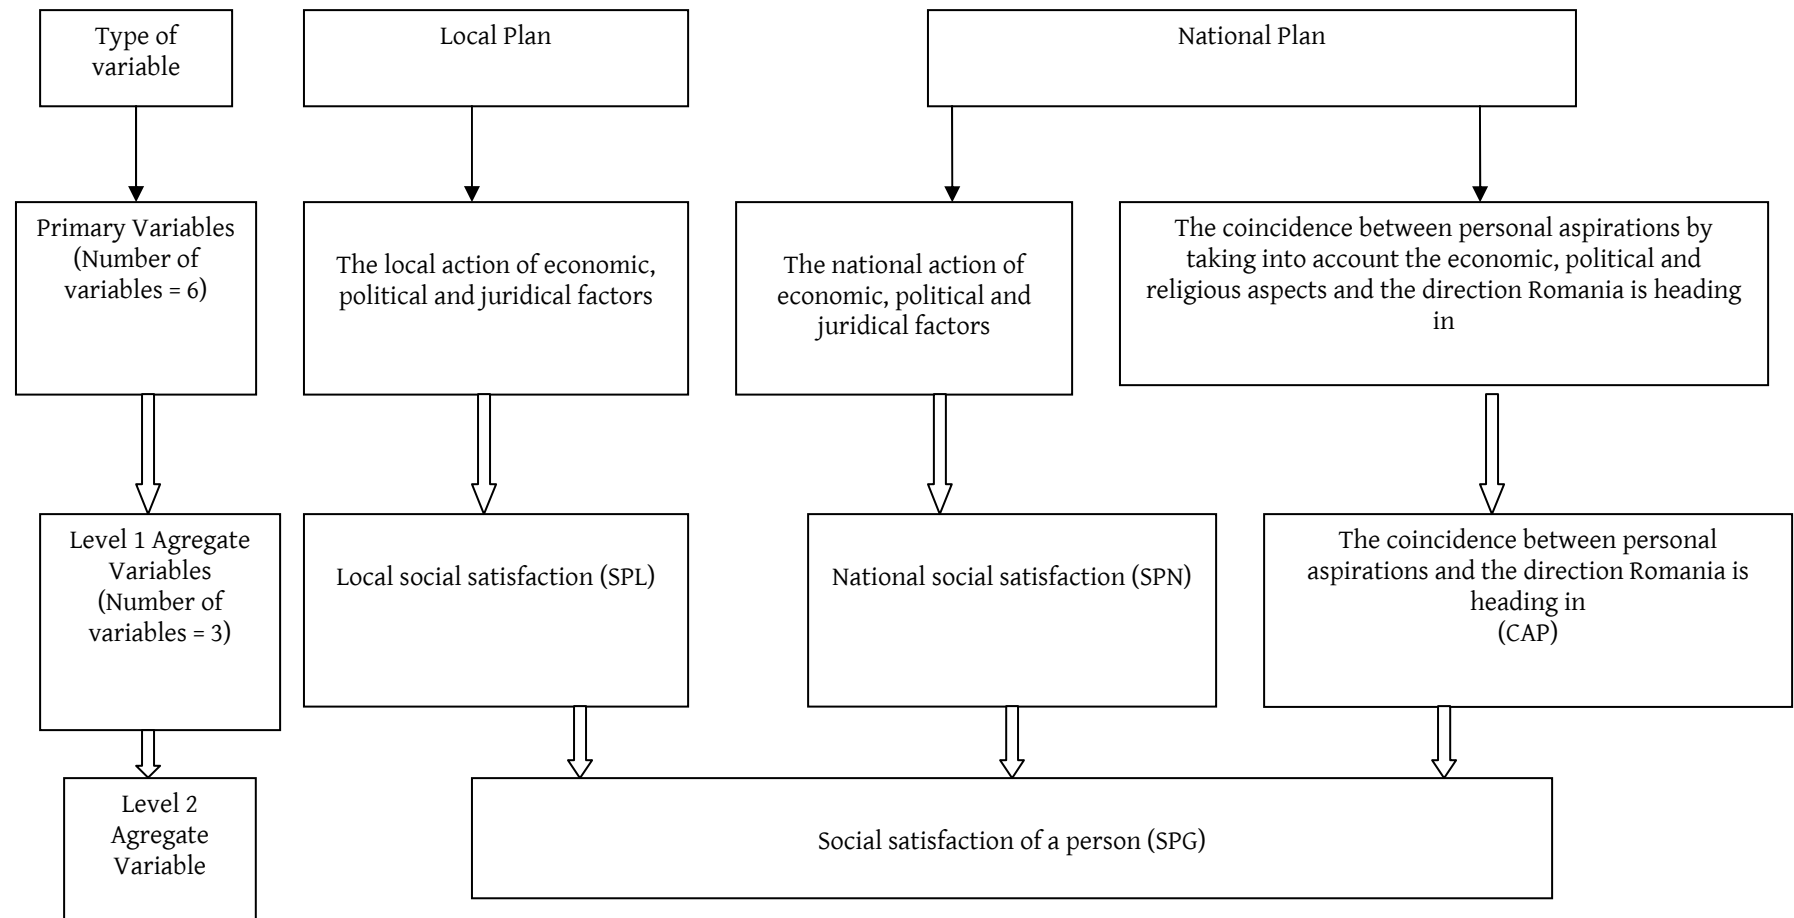 Type of
variable
Local Plan
National Plan
Primary Variables
(Number of
variables = 6)
The local action of economic,
political and juridical factors
The national action of
economic, political and
juridical factors
The coincidence between personal aspirations by
taking into account the economic, political and
religious aspects and the direction Romania is heading
in
Level 1 Agregate
Variables
(Number of
variables = 3)
Local social satisfaction (SPL)
National social satisfaction (SPN)
The coincidence between personal
aspirations and the direction Romania is
heading in
(CAP)
Level 2
Agregate
Variable
Social satisfaction of a person (SPG)